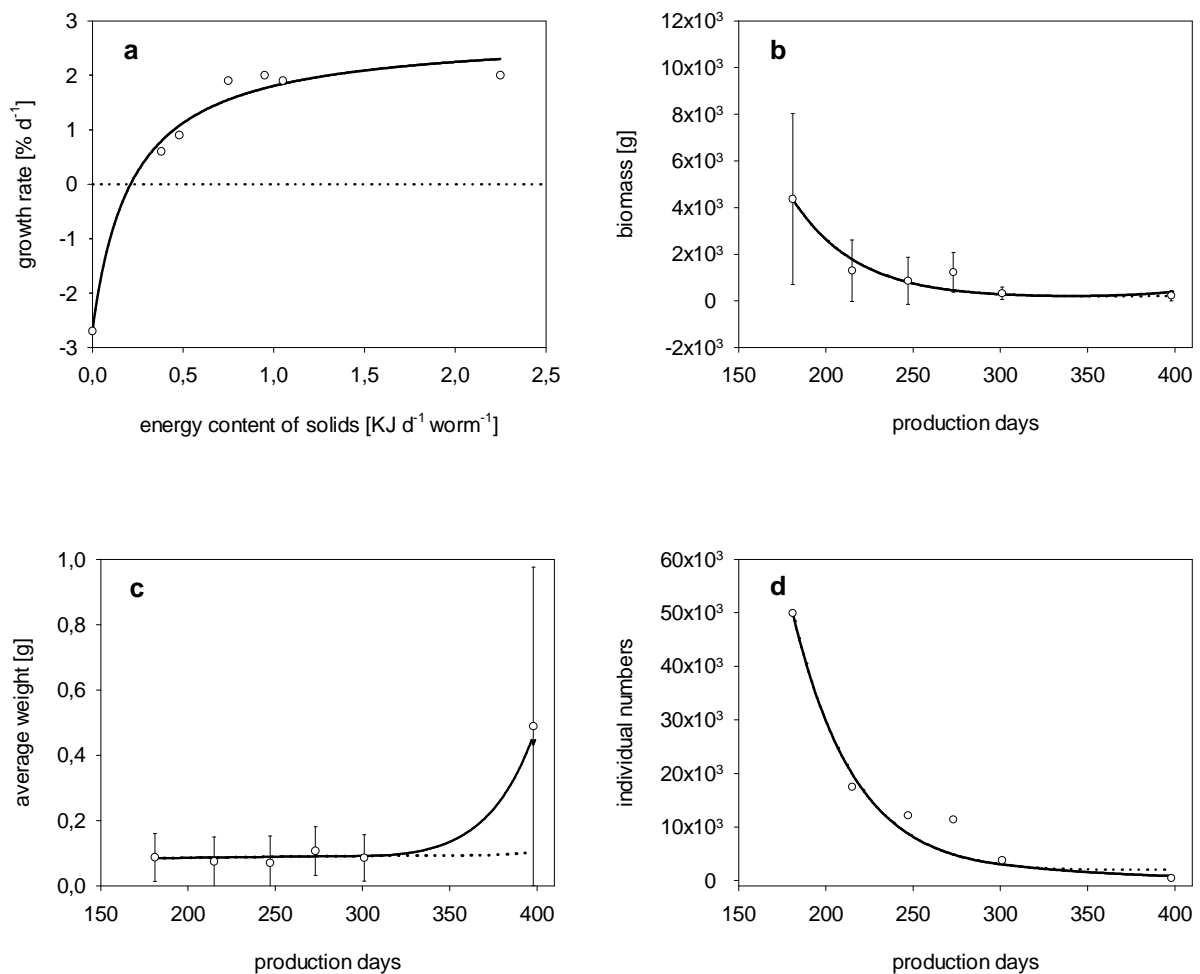 a
3
2
1
0
-1
-2
-3
growth rate [% d⁻¹]
0,0 0,5 1,0 1,5 2,0 2,5
energy content of solids [KJ d⁻¹ worm⁻¹]
b
12x10³
10x10³
8x10³
6x10³
4x10³
2x10³
0
-2x10³
biomass [g]
150 200 250 300 350 400
production days
c
1,0
0,8
0,6
0,4
0,2
0,0
average weight [g]
150 200 250 300 350 400
production days
d
60x10³
50x10³
40x10³
30x10³
20x10³
10x10³
0
individual numbers
150 200 250 300 350 400
production days